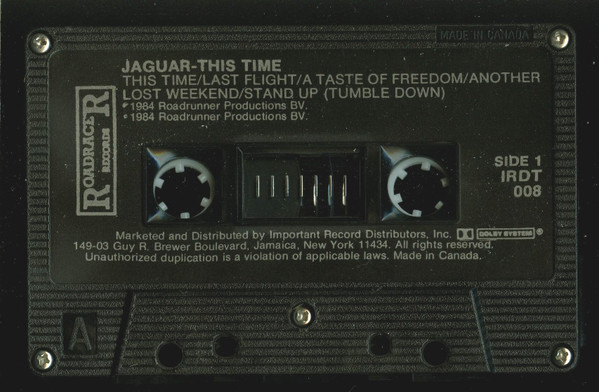 MADE IN CANADA
JAGUAR-THIS TIME
THIS TIME/LAST FLIGHT/A TASTE OF FREEDOM/ANOTHER
LOST WEEKEND/STAND UP (TUMBLE DOWN)
℗ 1984 Roadrunner Productions BV.
© 1984 Roadrunner Productions BV.
ROADRACER
RECORDS
SIDE 1
IRDT
008
Marketed and Distributed by Important Record Distributors, Inc. DOLBY SYSTEM®
149-03 Guy R. Brewer Boulevard, Jamaica, New York 11434. All rights reserved.
Unauthorized duplication is a violation of applicable laws. Made in Canada.
A